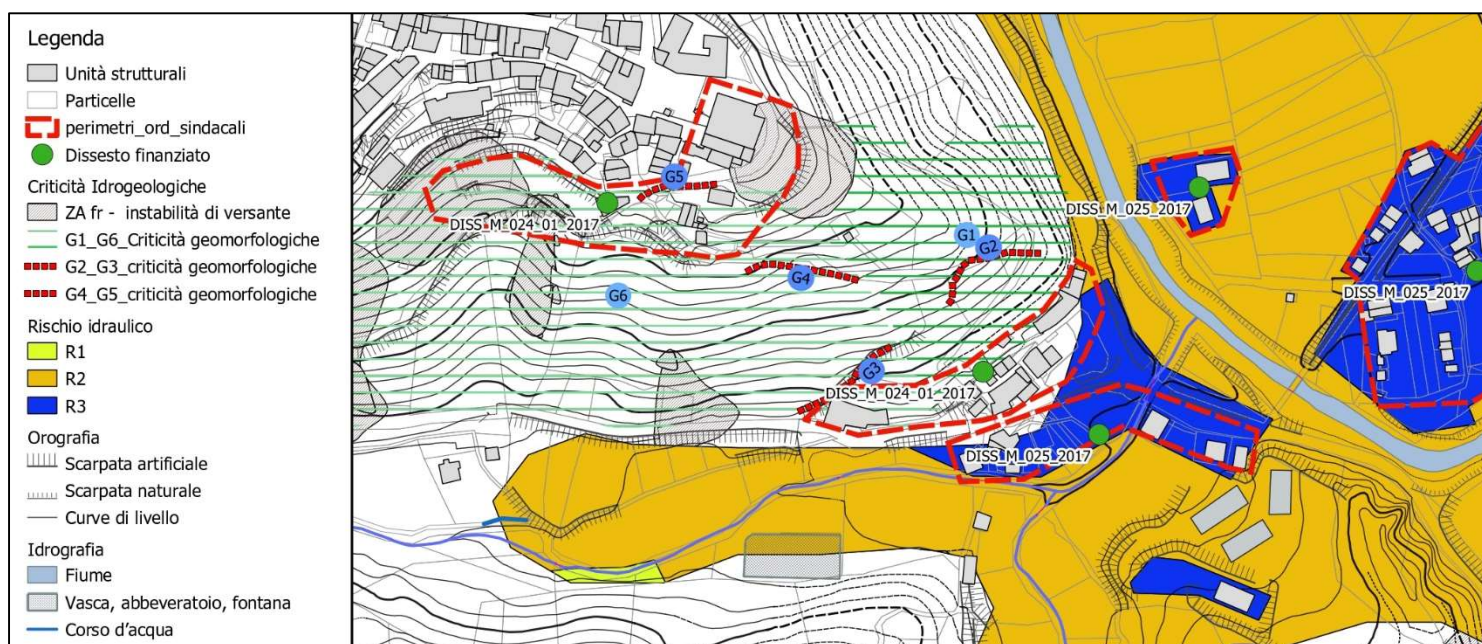 Legenda
Unità strutturali
Particelle
perimetri_ord_sindacali
Dissesto finanziato
Criticità Idrogeologiche
ZA fr - instabilità di versante
G1_G6_Criticità geomorfologiche
G2_G3_criticità geomorfologiche
G4_G5_criticità geomorfologiche
Rischio idraulico
R1
R2
R3
Orografia
Scarpata artificiale
Scarpata naturale
Curve di livello
Idrografia
Fiume
Vasca, abbeveratoio, fontana
Corso d'acqua
G5
DISS_M_024_01_2017
DISS_M_025_2017
G1
G2
G4
G6
DISS_M_025_2017
G3
DISS_M_024_01_2017
DISS_M_025_2017